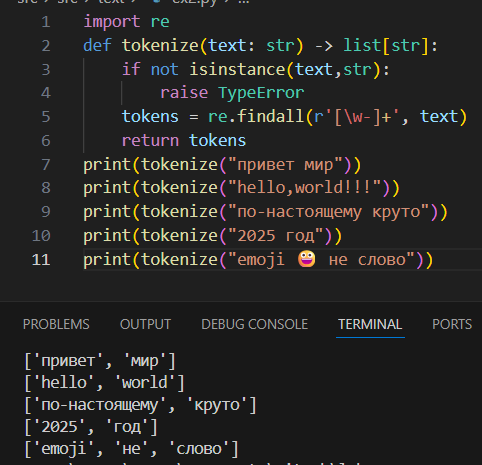 src > text > ex2.py > ...
1 import re
2 def tokenize(text: str) -> list[str]:
3     if not isinstance(text,str):
4         raise TypeError
5     tokens = re.findall(r'[\w-]+', text)
6     return tokens
7 print(tokenize("привет мир"))
8 print(tokenize("hello,world!!!"))
9 print(tokenize("по-настоящему круто"))
10 print(tokenize("2025 год"))
11 print(tokenize("emoji 😀 не слово"))
PROBLEMS OUTPUT DEBUG CONSOLE TERMINAL PORTS
['привет', 'мир']
['hello', 'world']
['по-настоящему', 'круто']
['2025', 'год']
['emoji', 'не', 'слово']